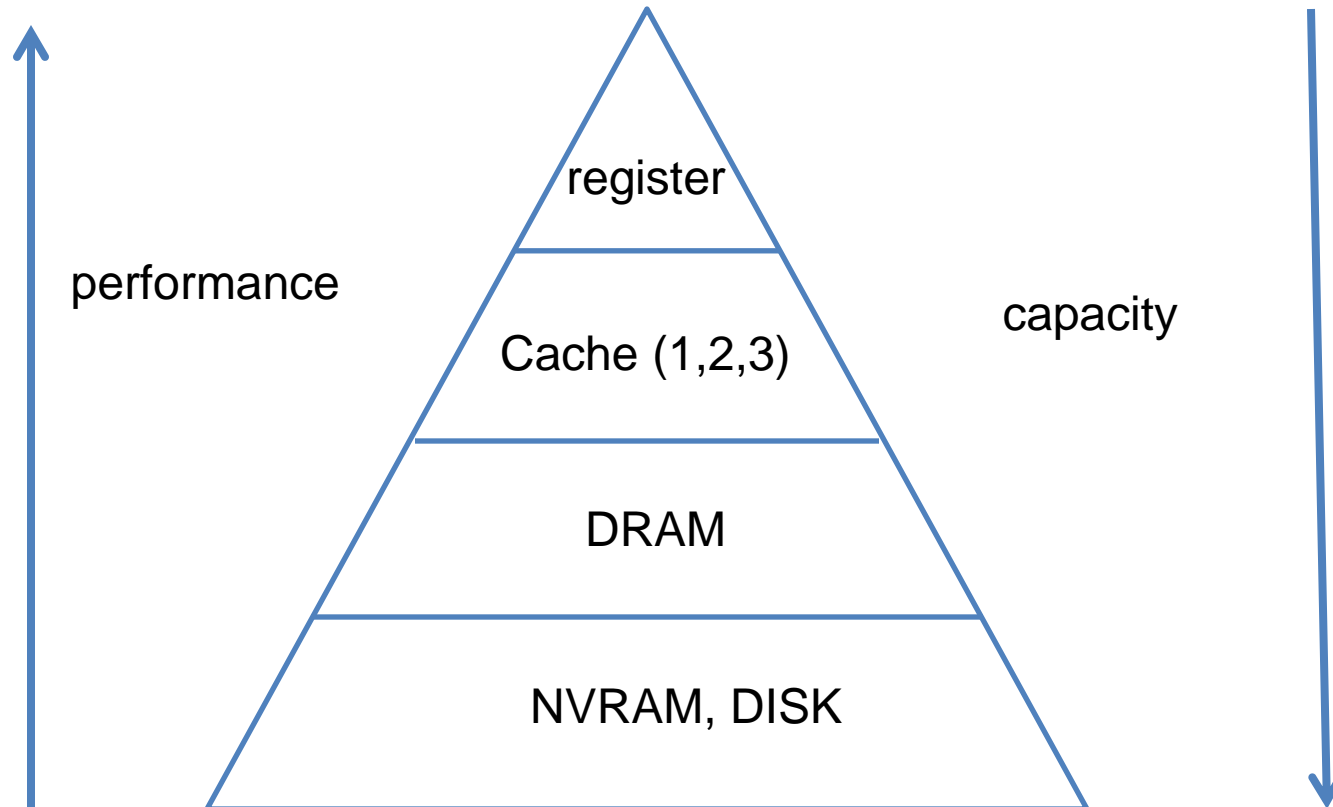 register
performance
capacity
Cache (1,2,3)
DRAM
NVRAM, DISK